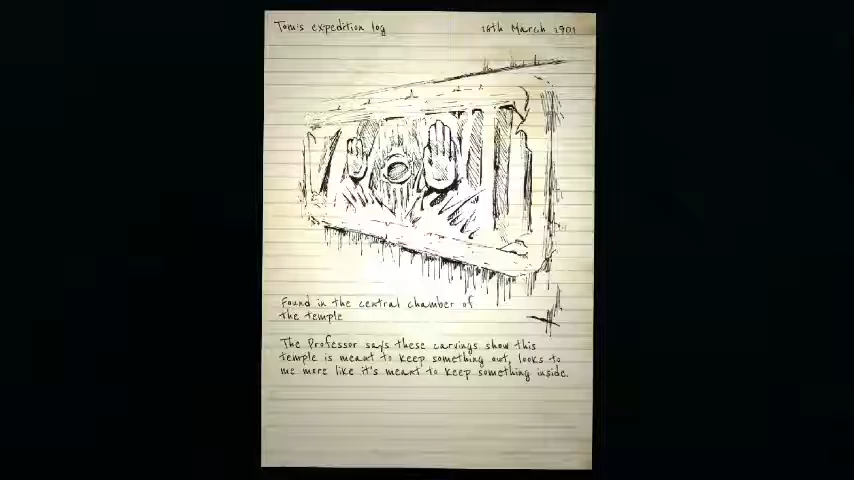 Tom's expedition log
16th March 1901
Found in the central chamber of
the temple
The Professor says these carvings show this
temple is meant to keep something out, looks to
me more like it's meant to keep something inside.